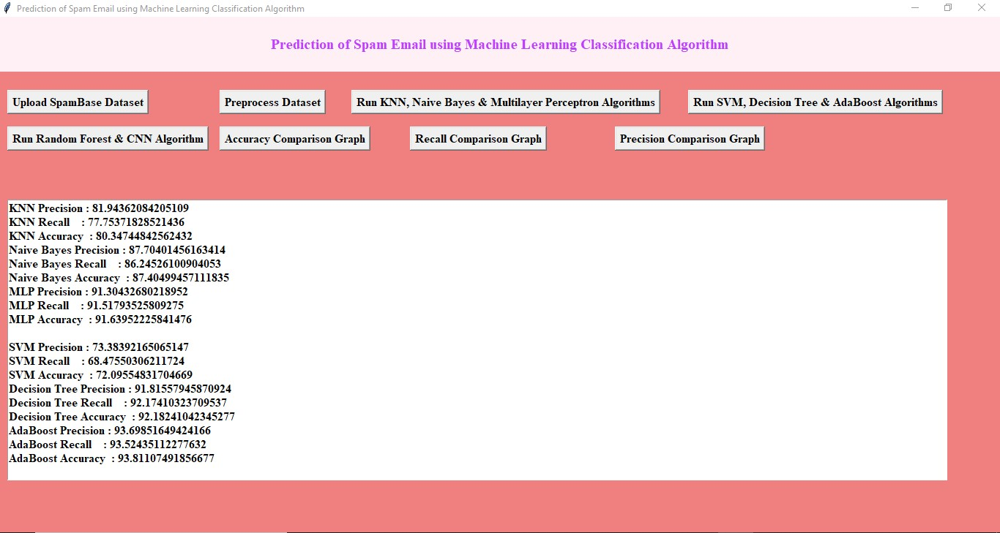 Prediction of Spam Email using Machine Learning Classification Algorithm
Prediction of Spam Email using Machine Learning Classification Algorithm
Upload SpamBase Dataset
Preprocess Dataset
Run KNN, Naive Bayes & Multilayer Perceptron Algorithms
Run SVM, Decision Tree & AdaBoost Algorithms
Run Random Forest & CNN Algorithm
Accuracy Comparison Graph
Recall Comparison Graph
Precision Comparison Graph
KNN Precision : 81.94362084205109
KNN Recall    : 77.75371828521436
KNN Accuracy  : 80.34744842562432
Naive Bayes Precision : 87.70401456163414
Naive Bayes Recall    : 86.24526100904053
Naive Bayes Accuracy  : 87.40499457111835
MLP Precision : 91.30432680218952
MLP Recall    : 91.51793525809275
MLP Accuracy  : 91.63952225841476
SVM Precision : 73.38392165065147
SVM Recall    : 68.47550306211724
SVM Accuracy  : 72.09554831704669
Decision Tree Precision : 91.81557945870924
Decision Tree Recall    : 92.17410323709537
Decision Tree Accuracy  : 92.18241042345277
AdaBoost Precision : 93.69851649424166
AdaBoost Recall    : 93.52435112277632
AdaBoost Accuracy  : 93.81107491856677